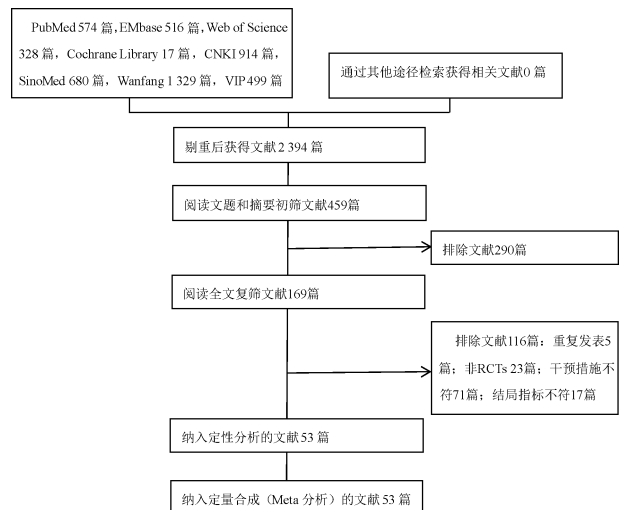 PubMed 574 篇，EMbase 516 篇，Web of Science
328 篇，Cochrane Library 17 篇，CNKI 914 篇，
SinoMed 680 篇，Wanfang 1 329 篇，VIP 499 篇
通过其他途径检索获得相关文献0 篇
剔重后获得文献2 394 篇
阅读文题和摘要初筛文献459篇
排除文献290篇
阅读全文复筛文献169篇
排除文献116篇：重复发表5
篇；非RCTs 23篇；干预措施不
符71篇；结局指标不符17篇
纳入定性分析的文献53 篇
纳入定量合成（Meta 分析）的文献 53 篇